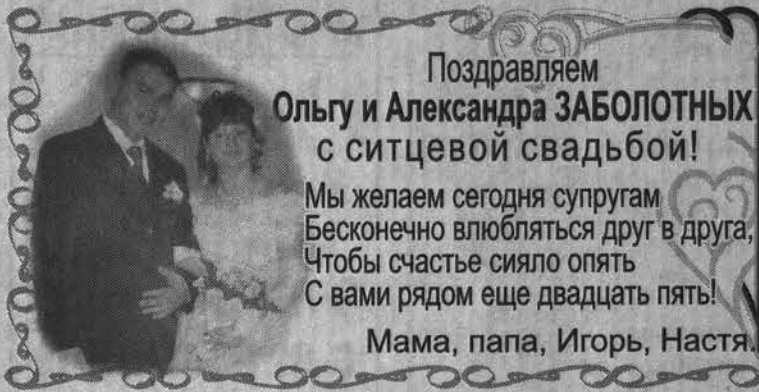 Поздравляем
Ольгу и Александра ЗАБОЛОТНЫХ
с ситцевой свадьбой!
Мы желаем сегодня супругам
Бесконечно влюбляться друг в друга,
Чтобы счастье сияло опять
С вами рядом еще двадцать пять!
Мама, папа, Игорь, Настя.